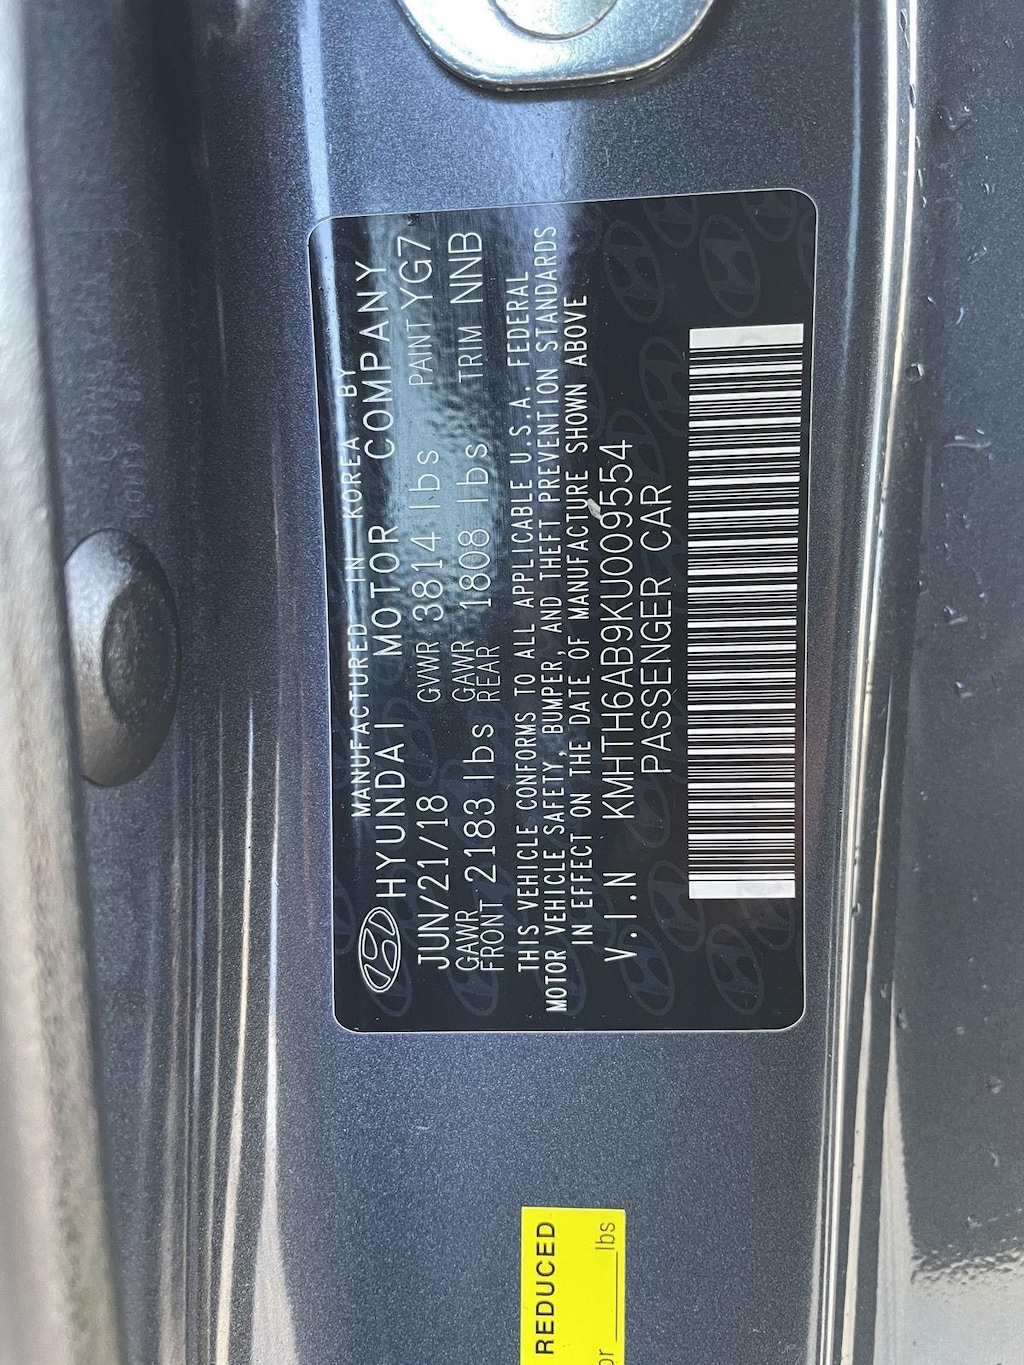 MANUFACTURED IN KOREA BY
HYUNDAI MOTOR COMPANY
JUN/21/18 GVWR 3814 lbs PAINT YG7
GAWR FRONT 2183 lbs GAWR REAR 1808 lbs TRIM NNB
THIS VEHICLE CONFORMS TO ALL APPLICABLE U.S.A. FEDERAL
MOTOR VEHICLE SAFETY, BUMPER, AND THEFT PREVENTION STANDARDS
IN EFFECT ON THE DATE OF MANUFACTURE SHOWN ABOVE
V.I.N KMHTH6AB9KU009554
PASSENGER CAR
REDUCED
or ____ lbs